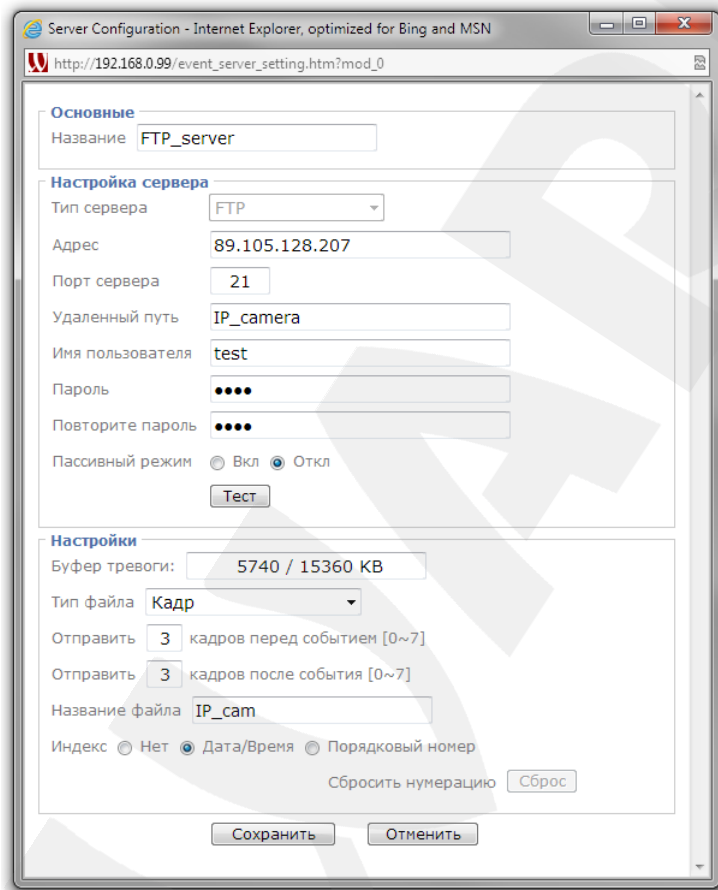 Server Configuration - Internet Explorer, optimized for Bing and MSN
http://192.168.0.99/event_server_setting.htm?mod_0
Основные
Название FTP_server
Настройка сервера
Тип сервера FTP
Адрес 89.105.128.207
Порт сервера 21
Удаленный путь IP_camera
Имя пользователя test
Пароль ••••
Повторите пароль ••••
Пассивный режим Вкл Откл
Тест
Настройки
Буфер тревоги: 5740 / 15360 KB
Тип файла Кадр
Отправить 3 кадров перед событием [0~7]
Отправить 3 кадров после события [0~7]
Название файла IP_cam
Индекс Нет Дата/Время Порядковый номер
Сбросить нумерацию Сброс
Сохранить Отменить